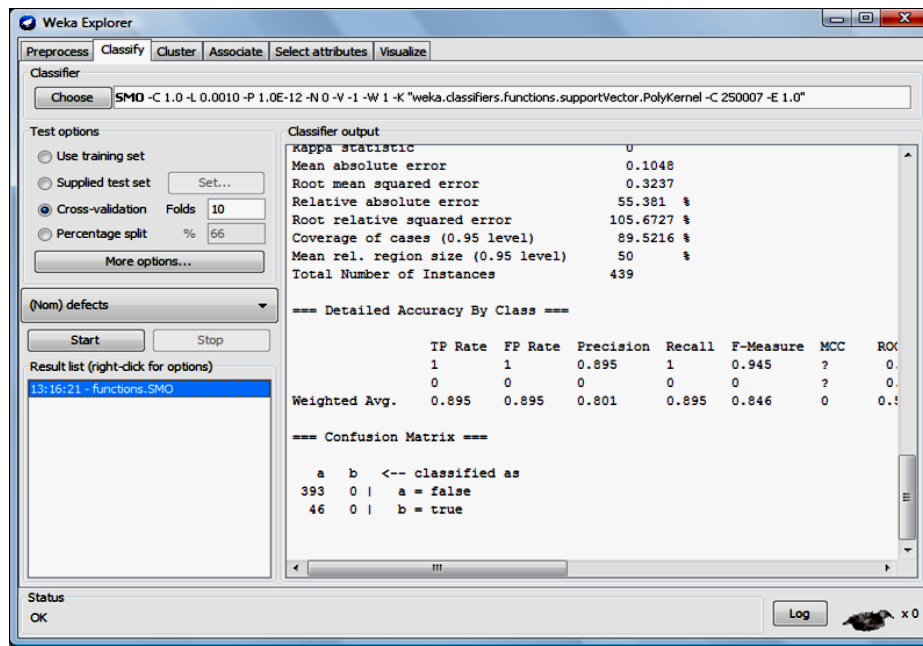 Weka Explorer
Preprocess Classify Cluster Associate Select attributes Visualize
Classifier
Choose SMO -C 1.0 -L 0.0010 -P 1.0E-12 -N 0 -V -1 -W 1 -K "weka.classifiers.functions.supportVector.PolyKernel -C 250007 -E 1.0"
Test options
Use training set
Supplied test set Set...
Cross-validation Folds 10
Percentage split % 66
More options...
(Nom) defects
Start Stop
Result list (right-click for options)
13:16:21 - functions.SMO
Classifier output
Kappa statistic 0
Mean absolute error 0.1048
Root mean squared error 0.3237
Relative absolute error 55.381 %
Root relative squared error 105.6727 %
Coverage of cases (0.95 level) 89.5216 %
Mean rel. region size (0.95 level) 50 %
Total Number of Instances 439
=== Detailed Accuracy By Class ===
TP Rate FP Rate Precision Recall F-Measure MCC ROC
1 1 0.895 1 0.945 ? 0.
0 0 0 0 0 ? 0.
Weighted Avg. 0.895 0.895 0.801 0.895 0.846 0 0.5
=== Confusion Matrix ===
a b <-- classified as
393 0 | a = false
46 0 | b = true
Status
OK
Log x 0